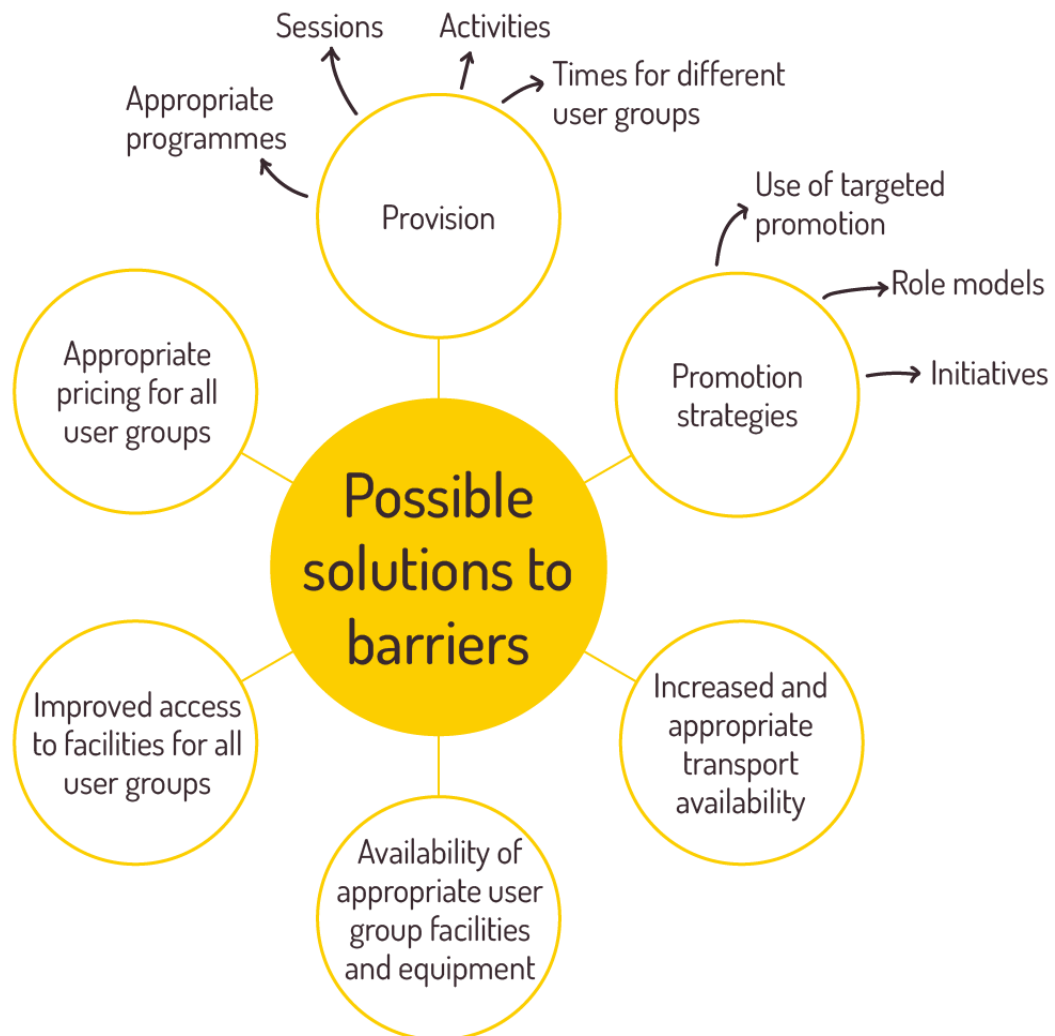 Sessions
Activities
Times for different
user groups
Appropriate
programmes
Provision
Use of targeted
promotion
Role models
Initiatives
Promotion
strategies
Appropriate
pricing for all
user groups
Possible
solutions to
barriers
Improved access
to facilities for all
user groups
Increased and
appropriate
transport
availability
Availability of
appropriate user
group facilities
and equipment